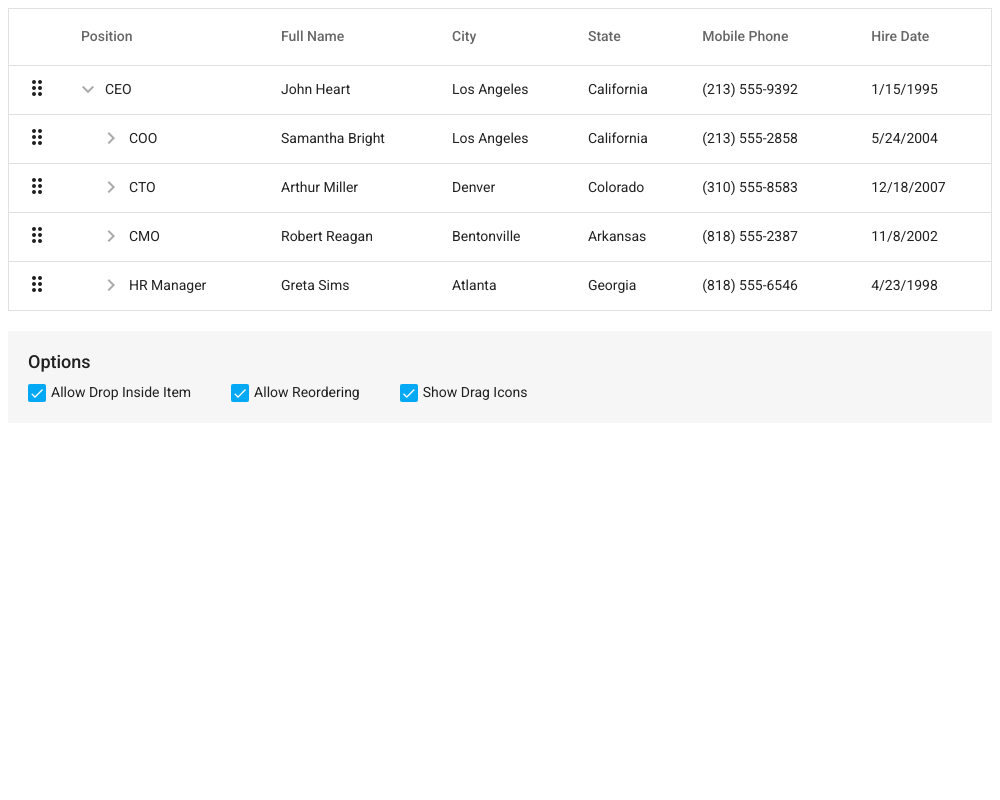 Position Full Name City State Mobile Phone Hire Date
CEO John Heart Los Angeles California (213) 555-9392 1/15/1995
COO Samantha Bright Los Angeles California (213) 555-2858 5/24/2004
CTO Arthur Miller Denver Colorado (310) 555-8583 12/18/2007
CMO Robert Reagan Bentonville Arkansas (818) 555-2387 11/8/2002
HR Manager Greta Sims Atlanta Georgia (818) 555-6546 4/23/1998
Options
Allow Drop Inside Item Allow Reordering Show Drag Icons